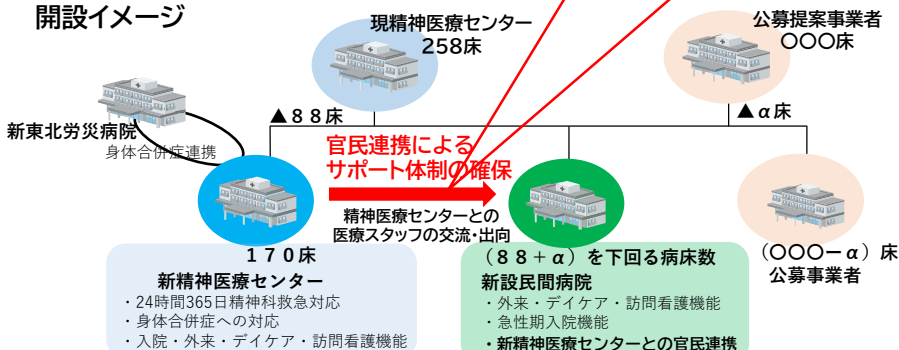 開設イメージ
現精神医療センター
258床
公募提案事業者
〇〇〇床
新東北労災病院
身体合併症連携
▲88床
▲α床
官民連携による
サポート体制の確保
精神医療センターとの
医療スタッフの交流・出向
170床
新精神医療センター
・24時間365日精神科救急対応
・身体合併症への対応
・入院・外来・デイケア・訪問看護機能
(88+α)を下回る病床数
新設民間病院
・外来・デイケア・訪問看護機能
・急性期入院機能
・新精神医療センターとの官民連携
(〇〇〇ーα)床
公募事業者